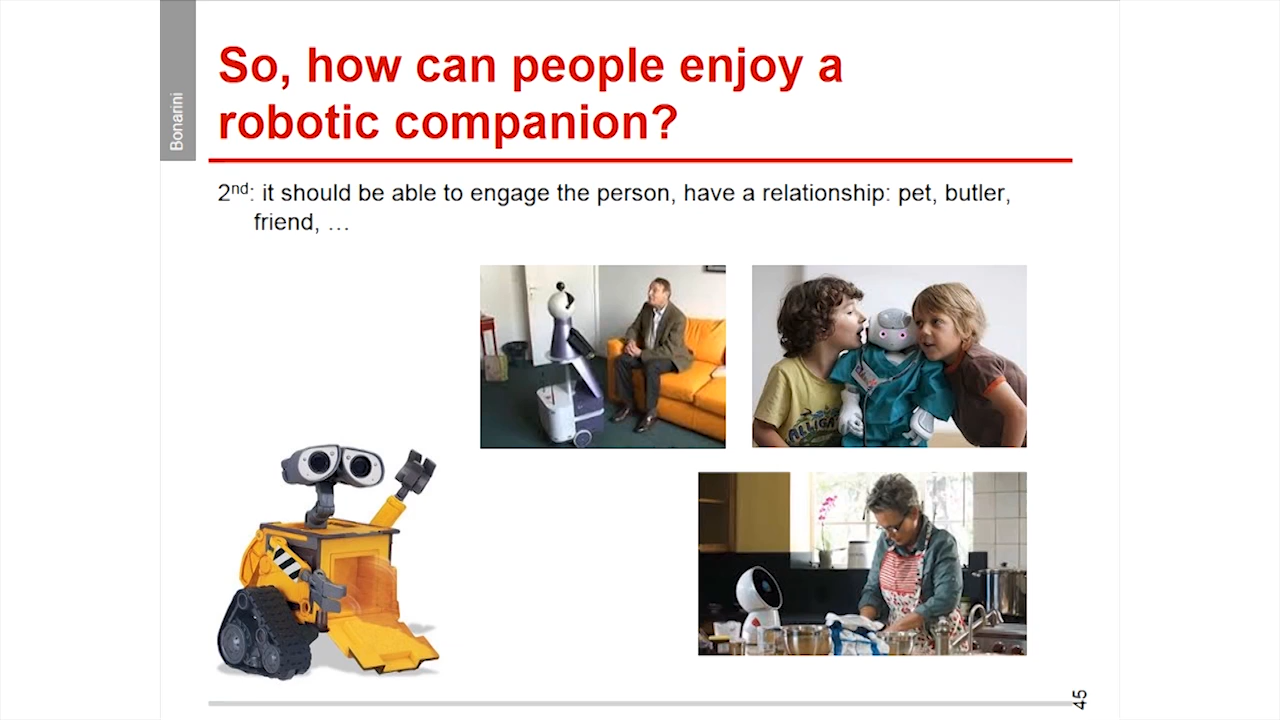 Bonarini
So, how can people enjoy a
robotic companion?
2nd: it should be able to engage the person, have a relationship: pet, butler,
friend, …
ALLIGAT
45